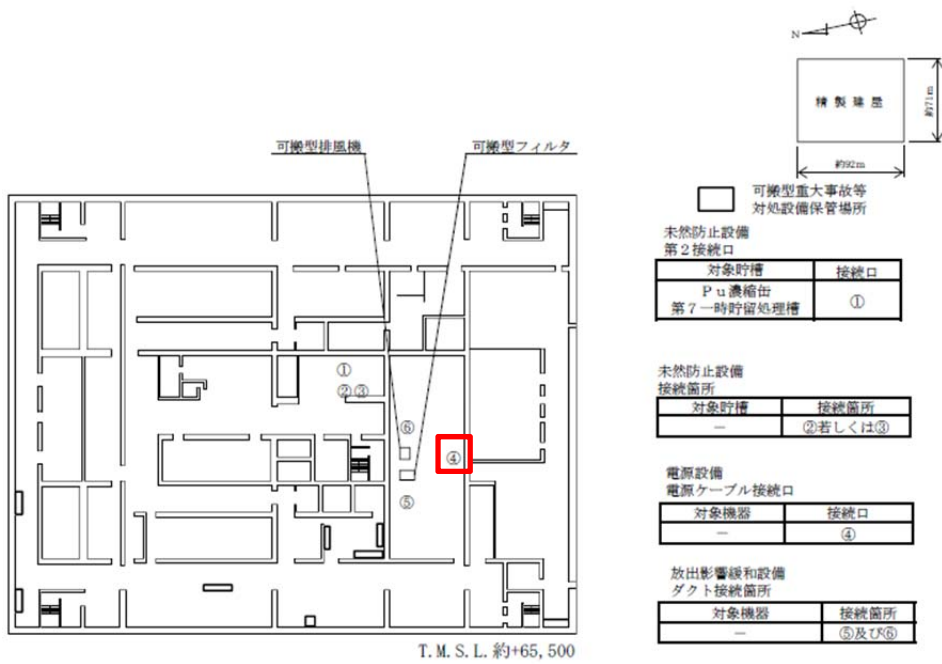 N
精製建屋
約71m
約92m
可搬型排風機
可搬型フィルタ
可搬型重大事故等
対処設備保管場所
未然防止設備
第2接続口
対象貯槽 接続口
Pu濃縮缶
第7一時貯留処理槽
①
未然防止設備
接続箇所
対象貯槽 接続箇所
- ②若しくは③
電源設備
電源ケーブル接続口
対象機器 接続口
- ④
放出影響緩和設備
ダクト接続箇所
対象機器 接続箇所
- ⑤及び⑥
①
②③
⑥
④
⑤
T.M.S.L.約+65,500